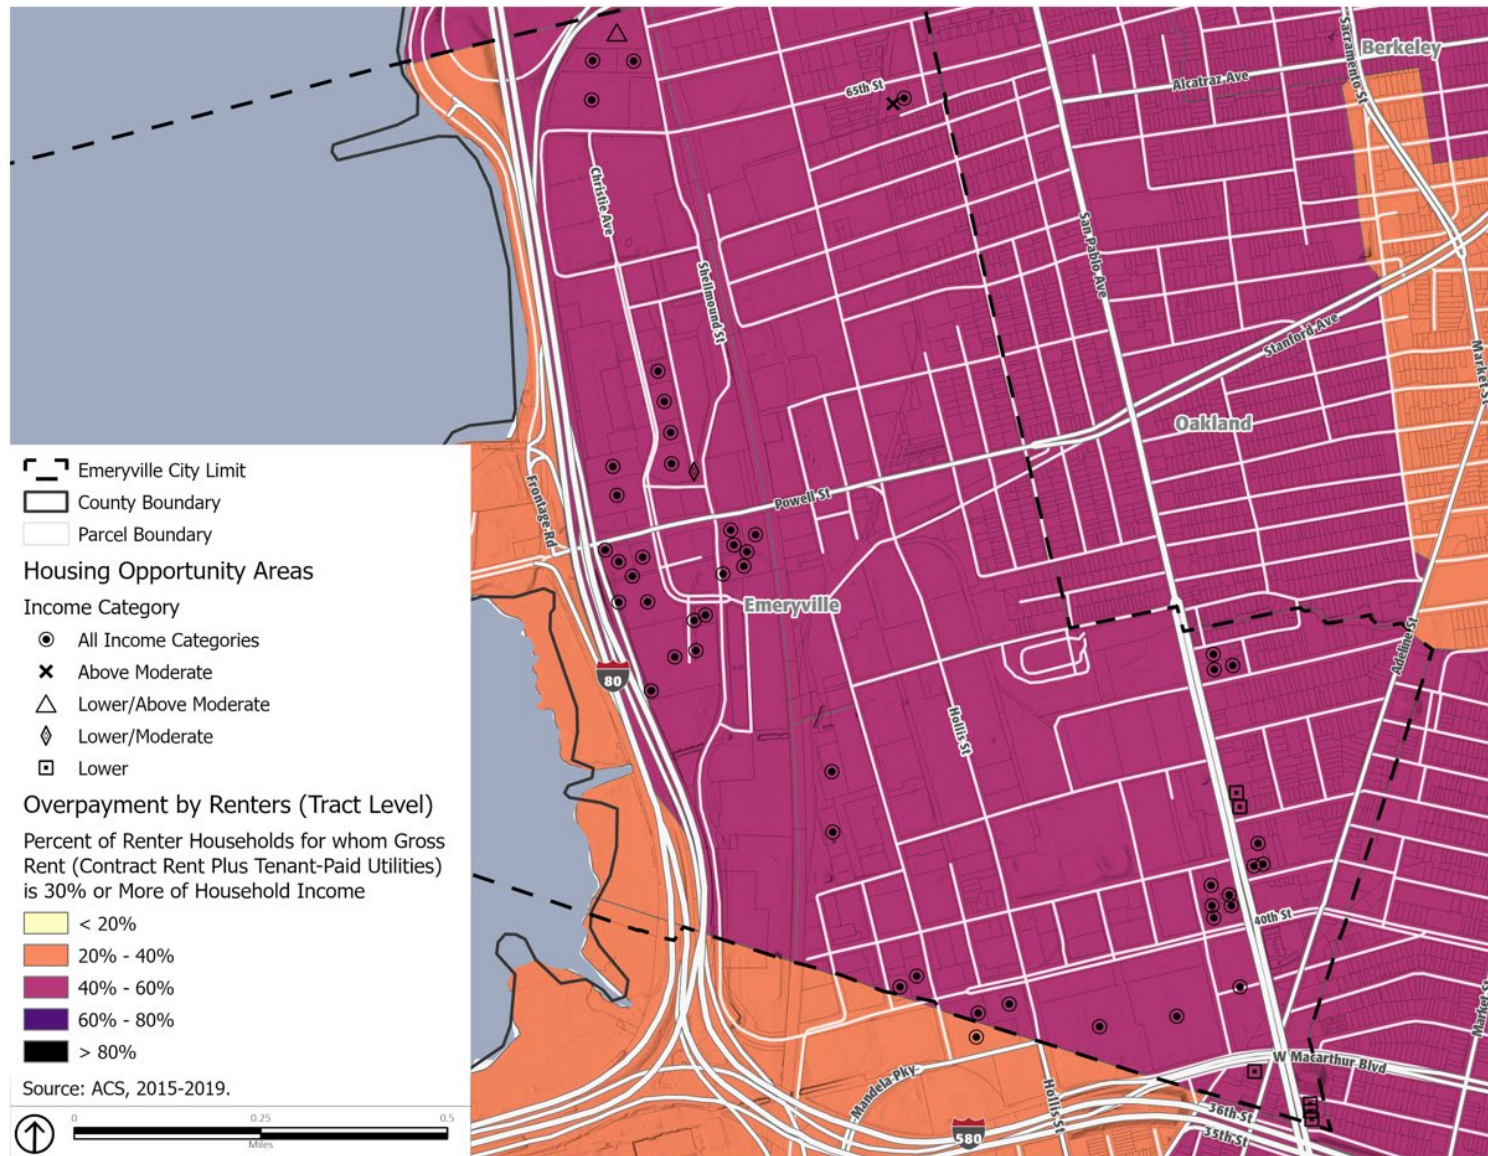 Berkeley
Sacramento St
Alcatraz Ave
65th St
Christie Ave
San Pablo Ave
Shellmound St
Stanford Ave
Market St
Oakland
Frontage Rd
Powell St
Emeryville
Adeline St
80
Hollis St
40th St
Market St
W Macarthur Blvd
Mandela Pky
Hollis St
36th St
35th St
580
Emeryville City Limit
County Boundary
Parcel Boundary
Housing Opportunity Areas
Income Category
All Income Categories
Above Moderate
Lower/Above Moderate
Lower/Moderate
Lower
Overpayment by Renters (Tract Level)
Percent of Renter Households for whom Gross
Rent (Contract Rent Plus Tenant-Paid Utilities)
is 30% or More of Household Income
< 20%
20% - 40%
40% - 60%
60% - 80%
> 80%
Source: ACS, 2015-2019.
0 0.25 0.5
Miles